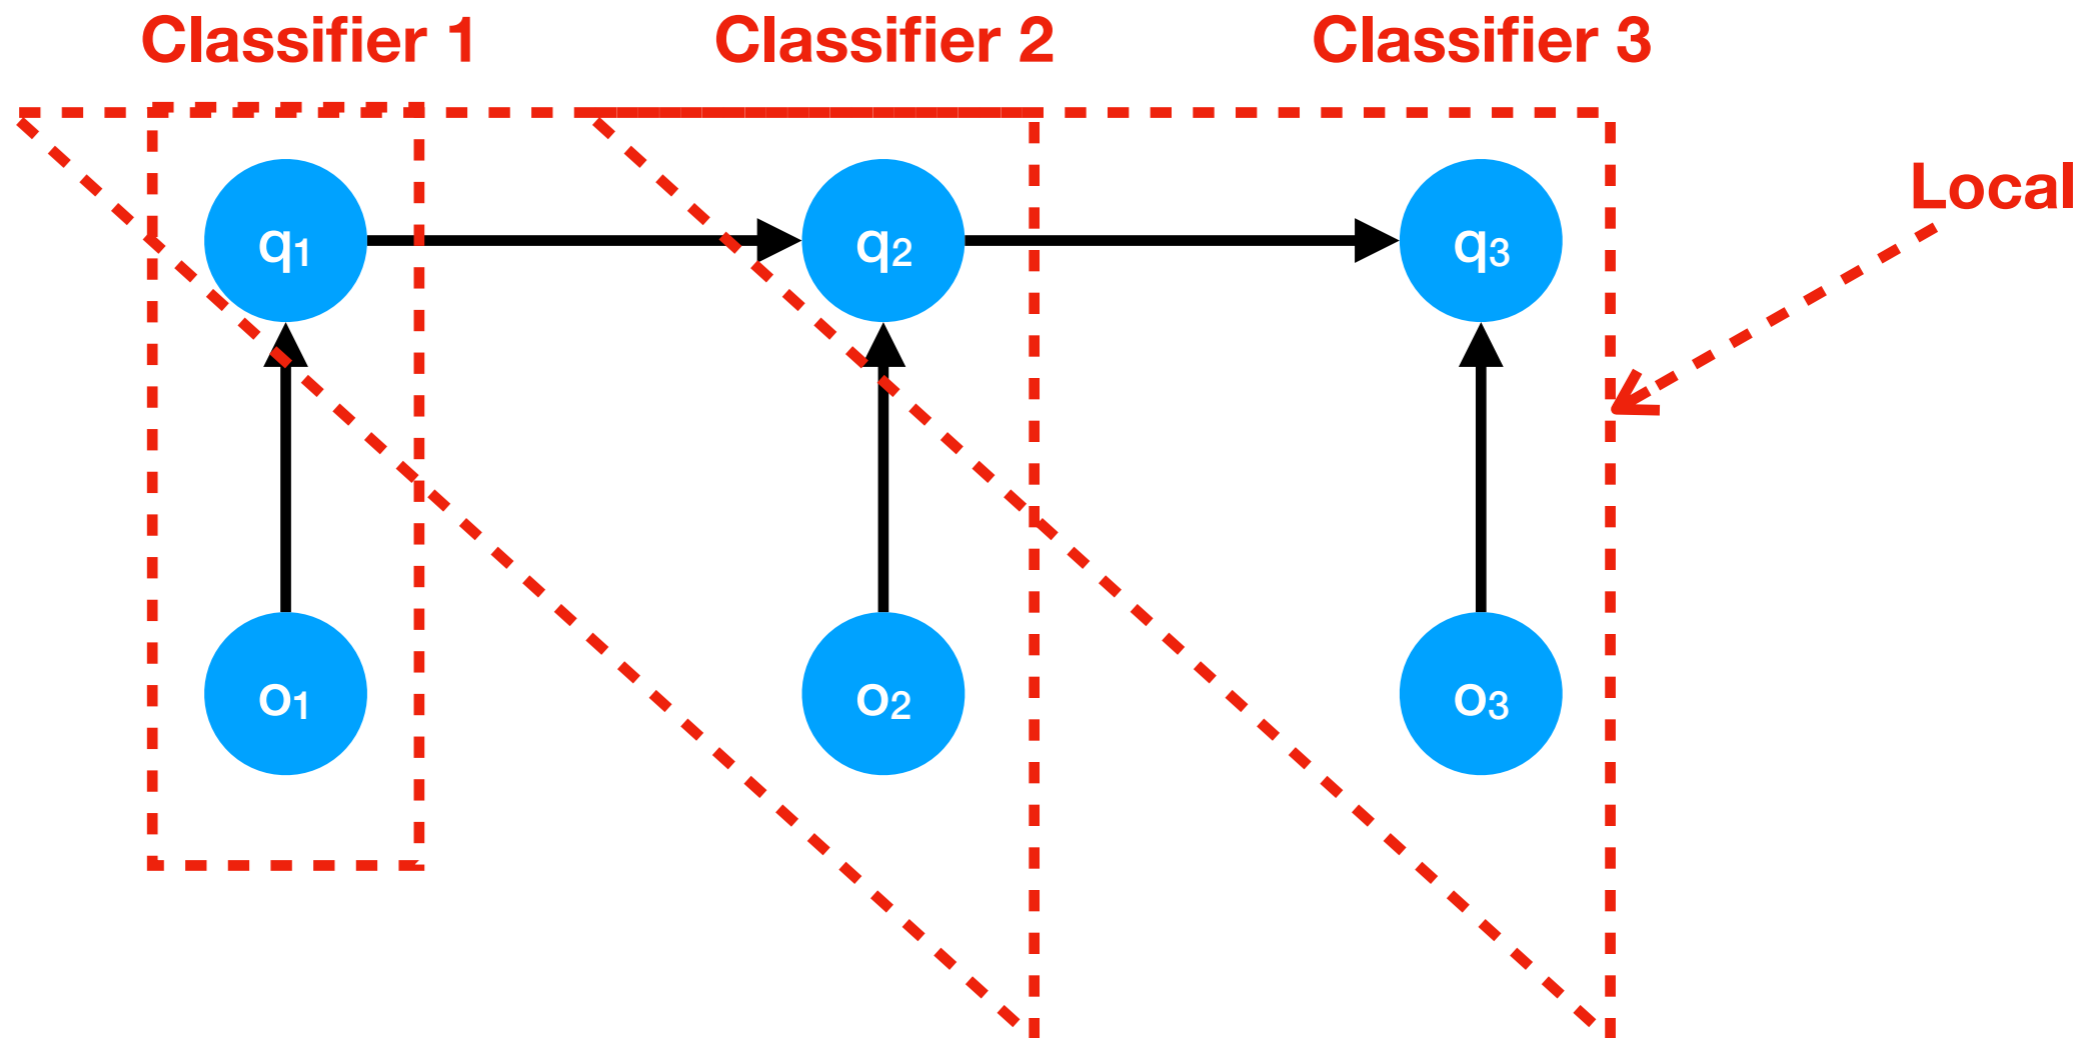 Classifier 1
Classifier 2
Classifier 3
Local
q1
q2
q3
o1
o2
o3